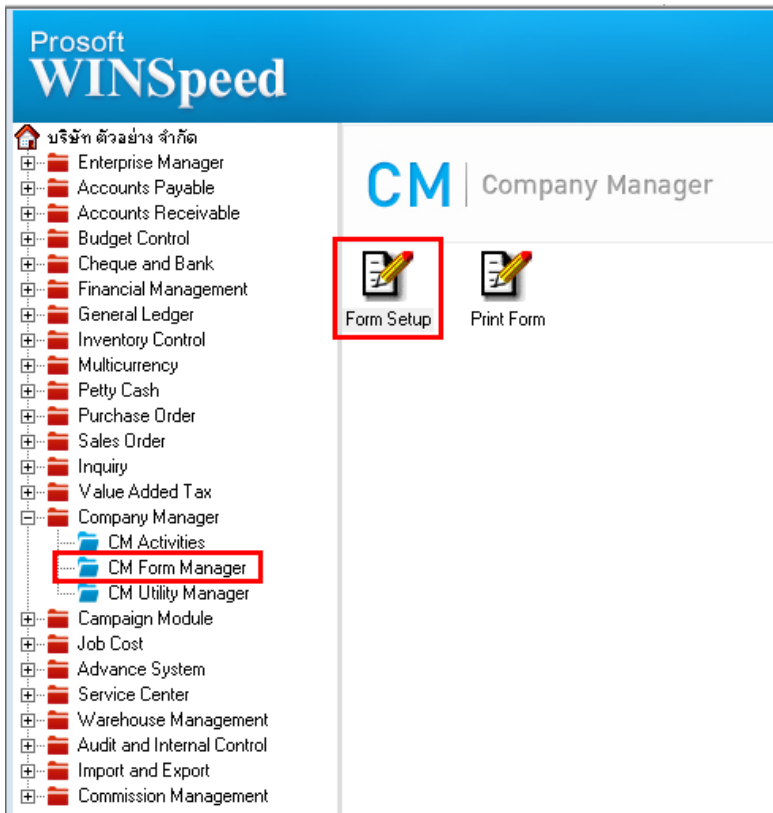 Prosoft
WINSpeed
บริษัท ตัวอย่าง จำกัด
Enterprise Manager
Accounts Payable
Accounts Receivable
Budget Control
Cheque and Bank
Financial Management
General Ledger
Inventory Control
Multicurrency
Petty Cash
Purchase Order
Sales Order
Inquiry
Value Added Tax
Company Manager
CM Activities
CM Form Manager
CM Utility Manager
Campaign Module
Job Cost
Advance System
Service Center
Warehouse Management
Audit and Internal Control
Import and Export
Commission Management
CM Company Manager
Form Setup Print Form